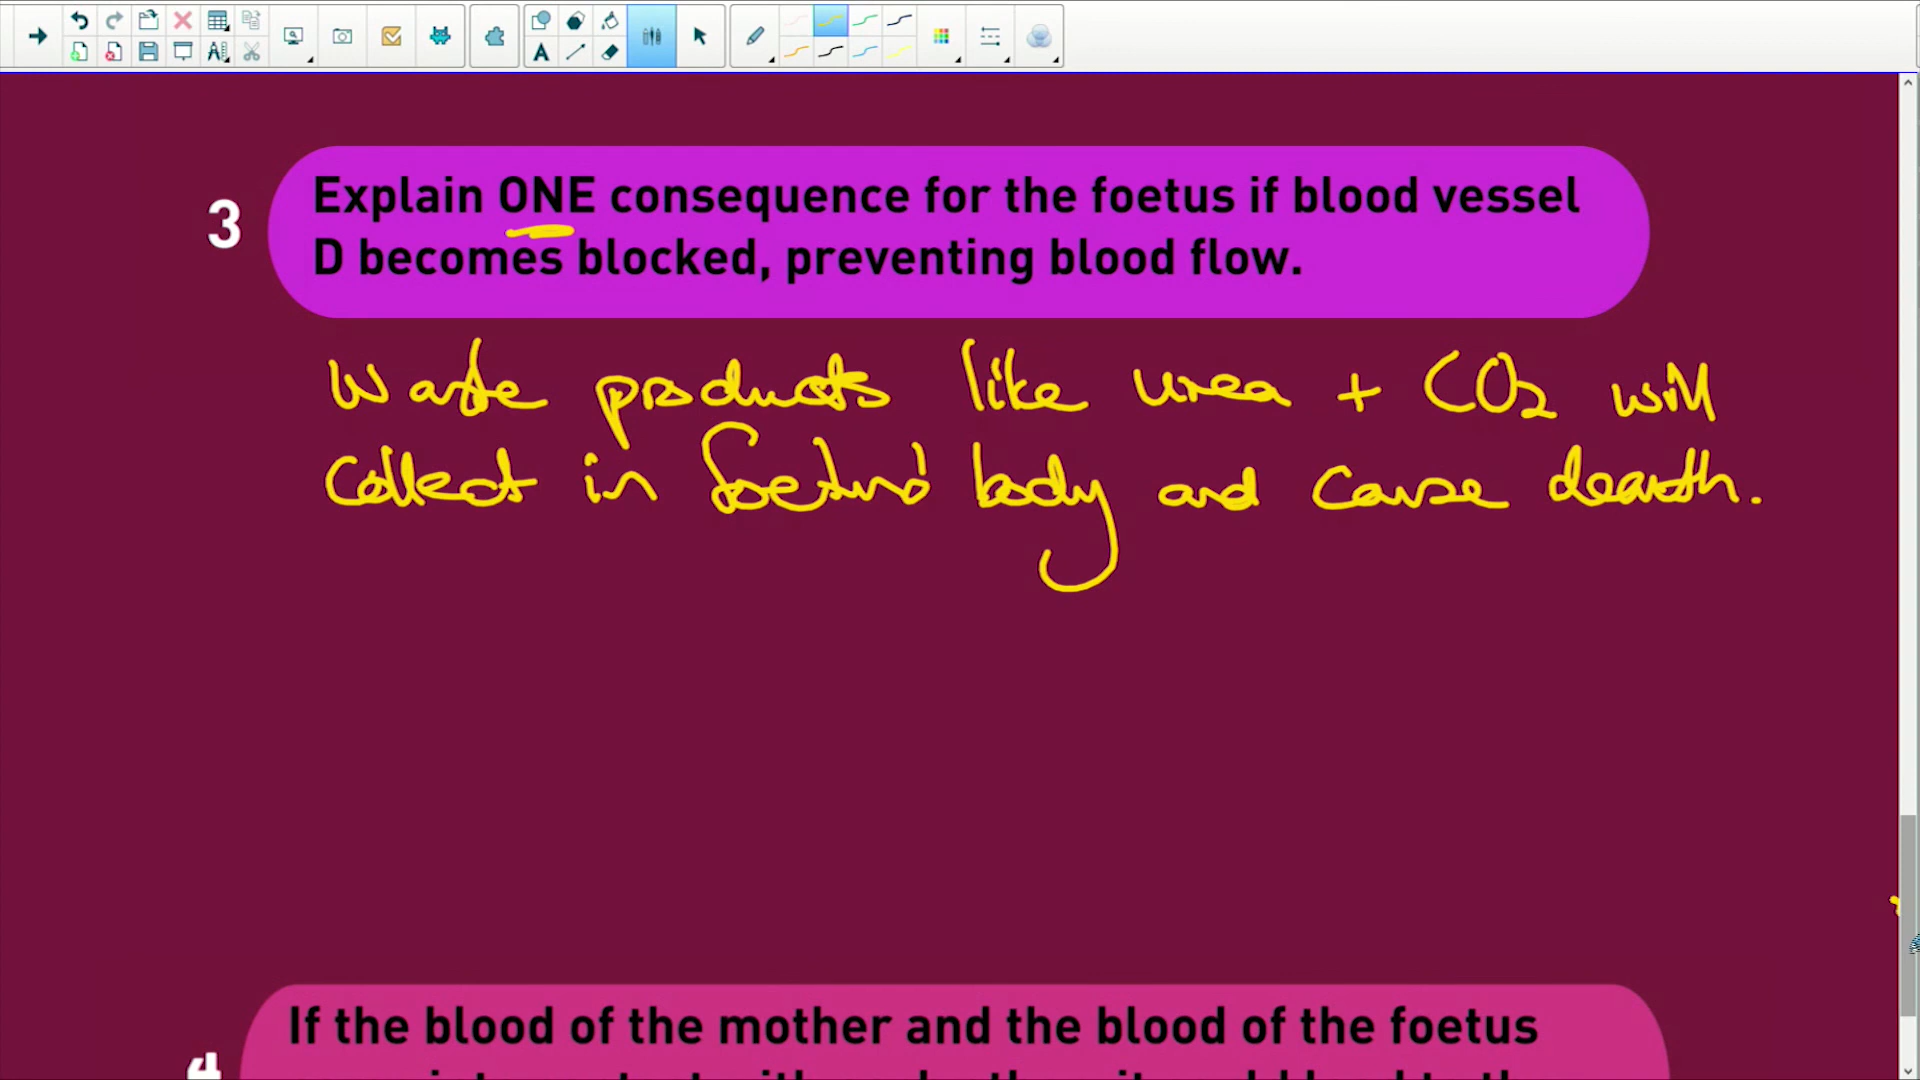 3
Explain ONE consequence for the foetus if blood vessel
D becomes blocked, preventing blood flow.
Waste products like urea + CO2 will
collect in foetus' body and cause death.
If the blood of the mother and the blood of the foetus
4